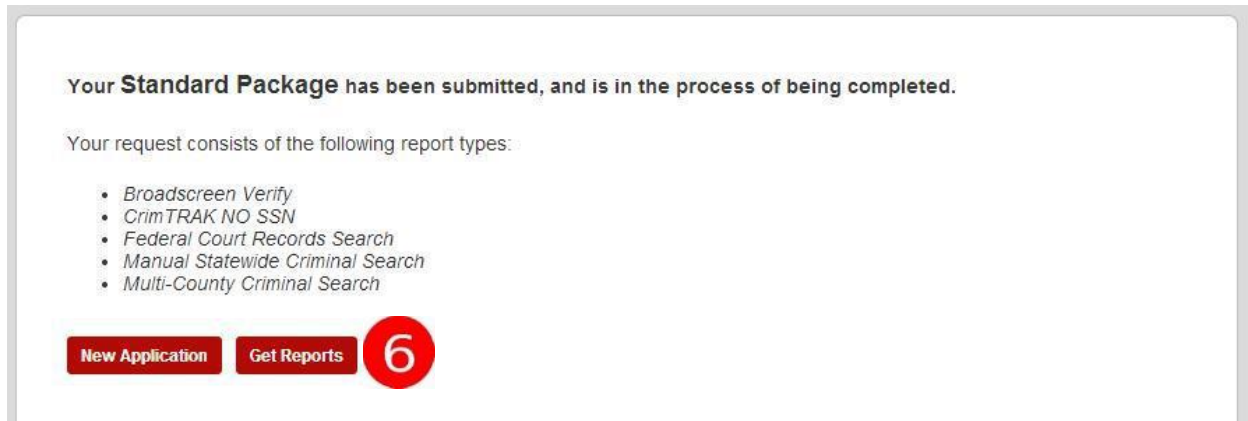 Your Standard Package has been submitted, and is in the process of being completed.
Your request consists of the following report types:
• Broadscreen Verify
• CrimTRAK NO SSN
• Federal Court Records Search
• Manual Statewide Criminal Search
• Multi-County Criminal Search
New Application Get Reports 6